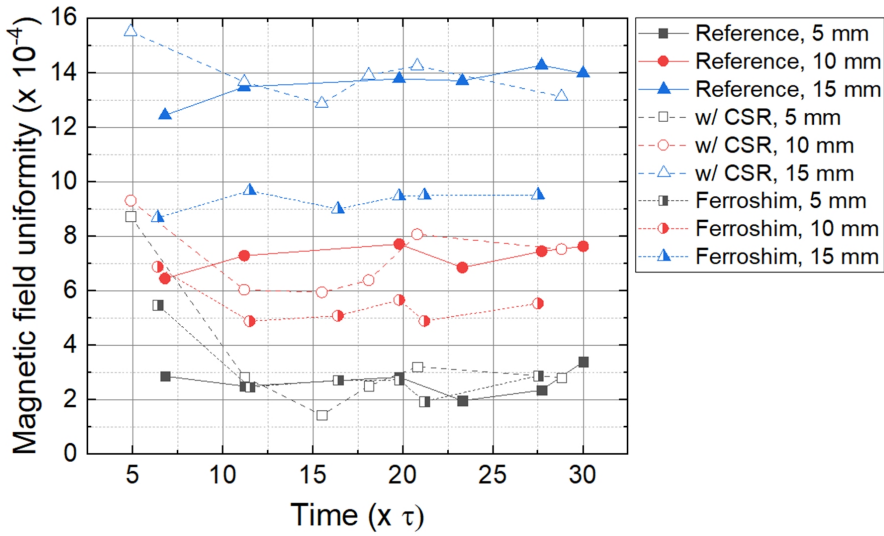 Magnetic field uniformity (x 10-4)
16
14
12
10
8
6
4
2
0
5
10
15
20
25
30
Time (x τ)
Reference, 5 mm
Reference, 10 mm
Reference, 15 mm
w/ CSR, 5 mm
w/ CSR, 10 mm
w/ CSR, 15 mm
Ferroshim, 5 mm
Ferroshim, 10 mm
Ferroshim, 15 mm